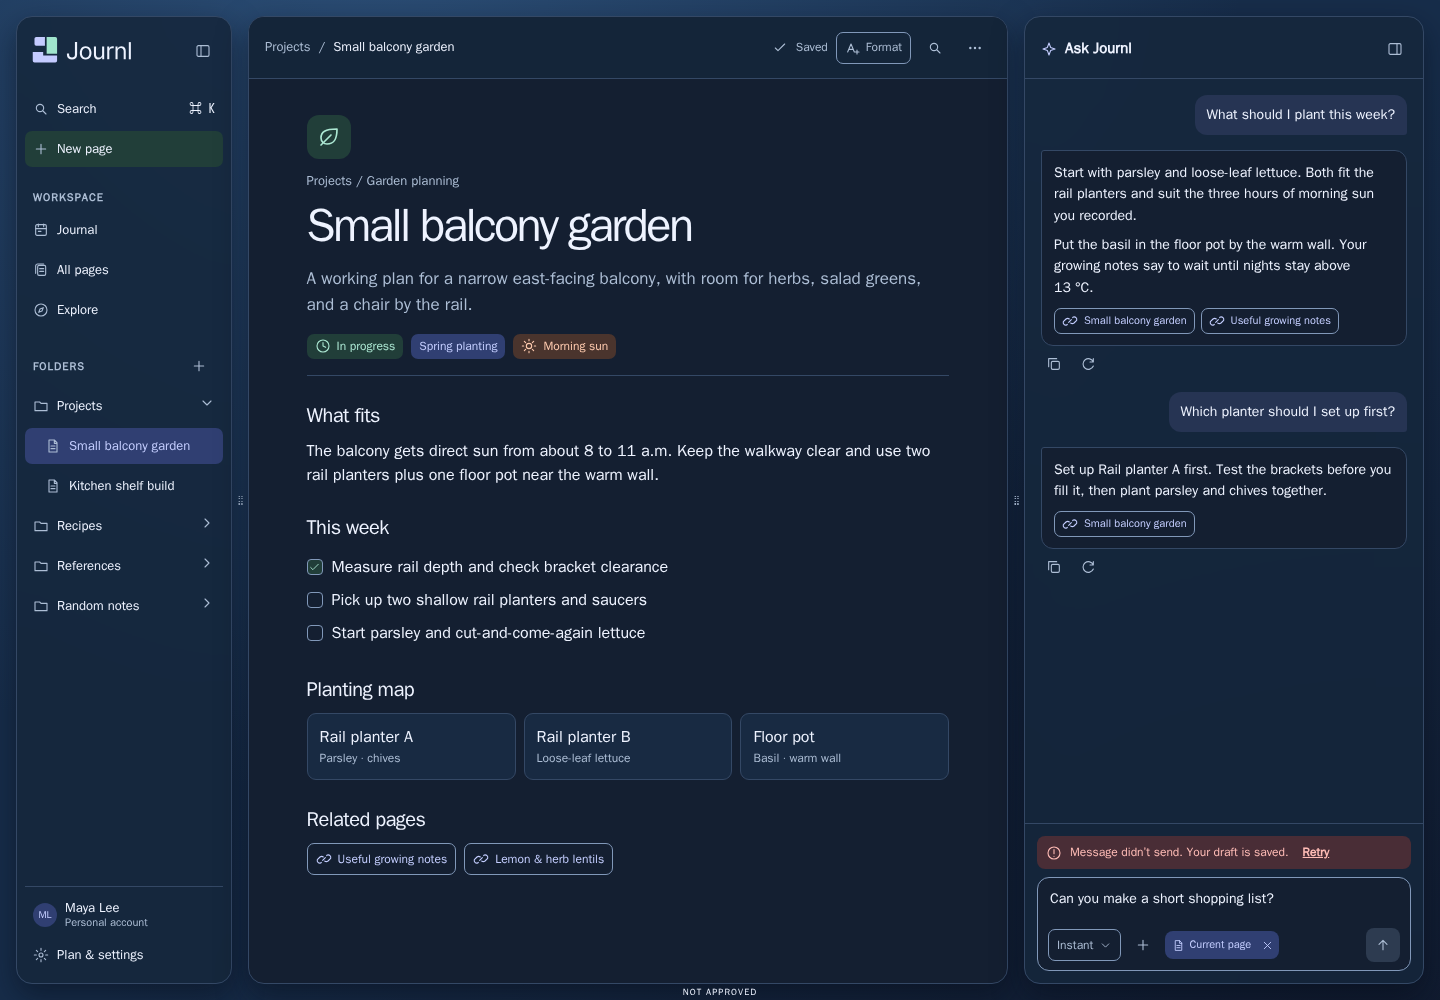 Journl
Search ⌘ K
New page
WORKSPACE
Journal
All pages
Explore
FOLDERS
Projects
Small balcony garden
Kitchen shelf build
Recipes
References
Random notes
ML
Maya Lee
Personal account
Plan & settings
Projects / Small balcony garden
Saved
Format
Projects / Garden planning
Small balcony garden
A working plan for a narrow east-facing balcony, with room for herbs, salad greens,
and a chair by the rail.
In progress
Spring planting
Morning sun
What fits
The balcony gets direct sun from about 8 to 11 a.m. Keep the walkway clear and use two
rail planters plus one floor pot near the warm wall.
This week
Measure rail depth and check bracket clearance
Pick up two shallow rail planters and saucers
Start parsley and cut-and-come-again lettuce
Planting map
Rail planter A
Parsley · chives
Rail planter B
Loose-leaf lettuce
Floor pot
Basil · warm wall
Related pages
Useful growing notes
Lemon & herb lentils
Ask Journl
What should I plant this week?
Start with parsley and loose-leaf lettuce. Both fit the
rail planters and suit the three hours of morning sun
you recorded.
Put the basil in the floor pot by the warm wall. Your
growing notes say to wait until nights stay above
13 °C.
Small balcony garden
Useful growing notes
Which planter should I set up first?
Set up Rail planter A first. Test the brackets before you
fill it, then plant parsley and chives together.
Small balcony garden
Message didn't send. Your draft is saved. Retry
Can you make a short shopping list?
Instant
Current page
NOT APPROVED